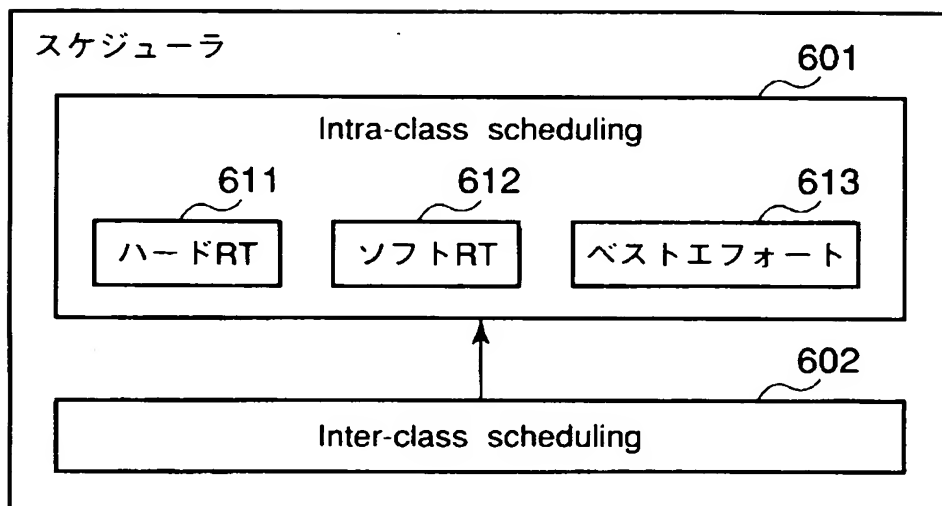 スケジューラ
601
Intra-class scheduling
611
612
613
ハードRT
ソフトRT
ベストエフォート
602
Inter-class scheduling